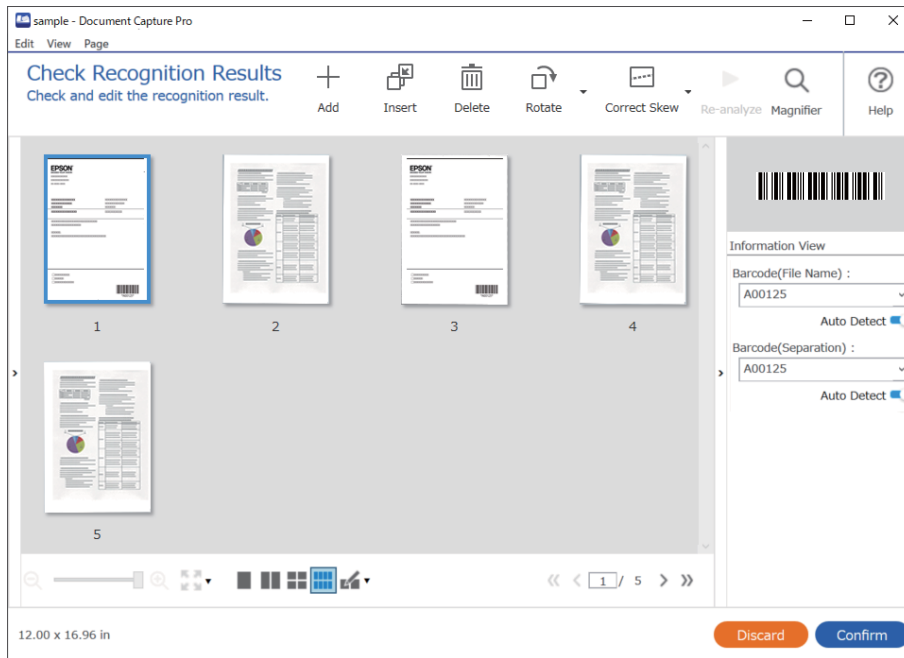 sample - Document Capture Pro
Edit View Page
Check Recognition Results
Check and edit the recognition result.
Add
Insert
Delete
Rotate
Correct Skew
Re-analyze
Magnifier
Help
EPSON
EPSON
1
2
3
4
5
Information View
Barcode(File Name) :
A00125
Auto Detect
Barcode(Separation) :
A00125
Auto Detect
1 / 5
12.00 x 16.96 in
Discard
Confirm